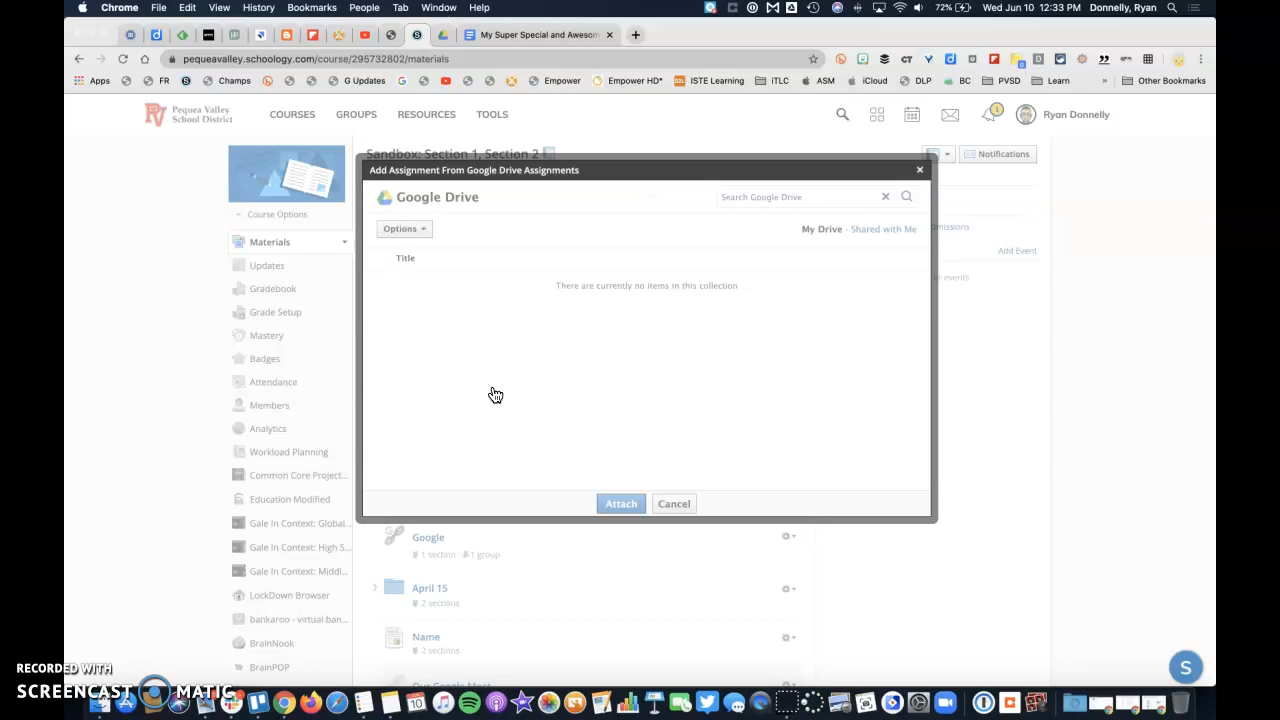 Chrome File Edit View History Bookmarks People Tab Window Help 72% Wed Jun 10 12:33 PM Donnelly, Ryan
My Super Special and Awesom
pequeavalley.schoology.com/course/295732802/materials
Apps FR Champs G Updates Empower Empower HD* ISTE Learning iTLC ASM iCloud DLP BC PVSD Learn Other Bookmarks
Pequea Valley
School District
COURSES GROUPS RESOURCES TOOLS 1 Ryan Donnelly
Sandbox: Section 1, Section 2
Notifications
Add Assignment From Google Drive Assignments
Google Drive
Search Google Drive
Options
My Drive · Shared with Me
Title
There are currently no items in this collection
Attach Cancel
Course Options
Materials
Updates
Gradebook
Grade Setup
Mastery
Badges
Attendance
Members
Analytics
Workload Planning
Common Core Project...
Education Modified
Gale In Context: Global...
Gale In Context: High S...
Gale In Context: Middl...
LockDown Browser
bankaroo - virtual ban...
BrainNook
BrainPOP
omissions
Add Event
events
Google
1 section · 1 group
April 15
2 sections
Name
2 sections
S
RECORDED WITH
SCREENCAST MATIC